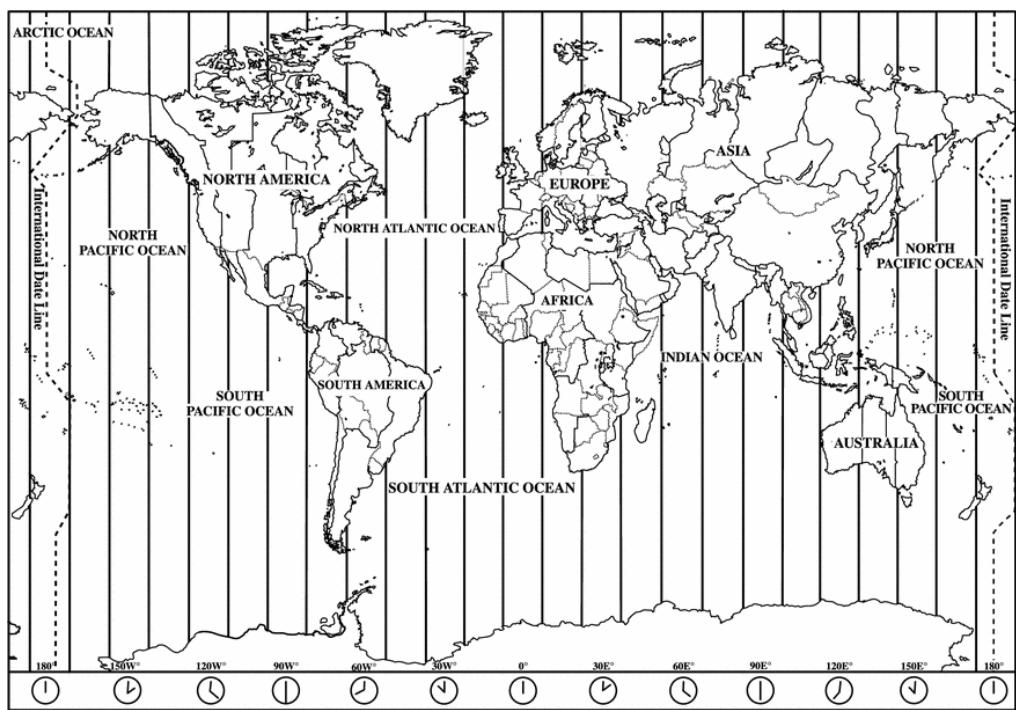 ARCTIC OCEAN
ASIA
NORTH AMERICA
EUROPE
International Date Line
NORTH
PACIFIC OCEAN
NORTH ATLANTIC OCEAN
NORTH
PACIFIC OCEAN
International Date Line
AFRICA
INDIAN OCEAN
SOUTH AMERICA
SOUTH
PACIFIC OCEAN
SOUTH
PACIFIC OCEAN
AUSTRALIA
SOUTH ATLANTIC OCEAN
180° 150W° 120W° 90W° 60W° 30W° 0° 30E° 60E° 90E° 120E° 150E° 180°